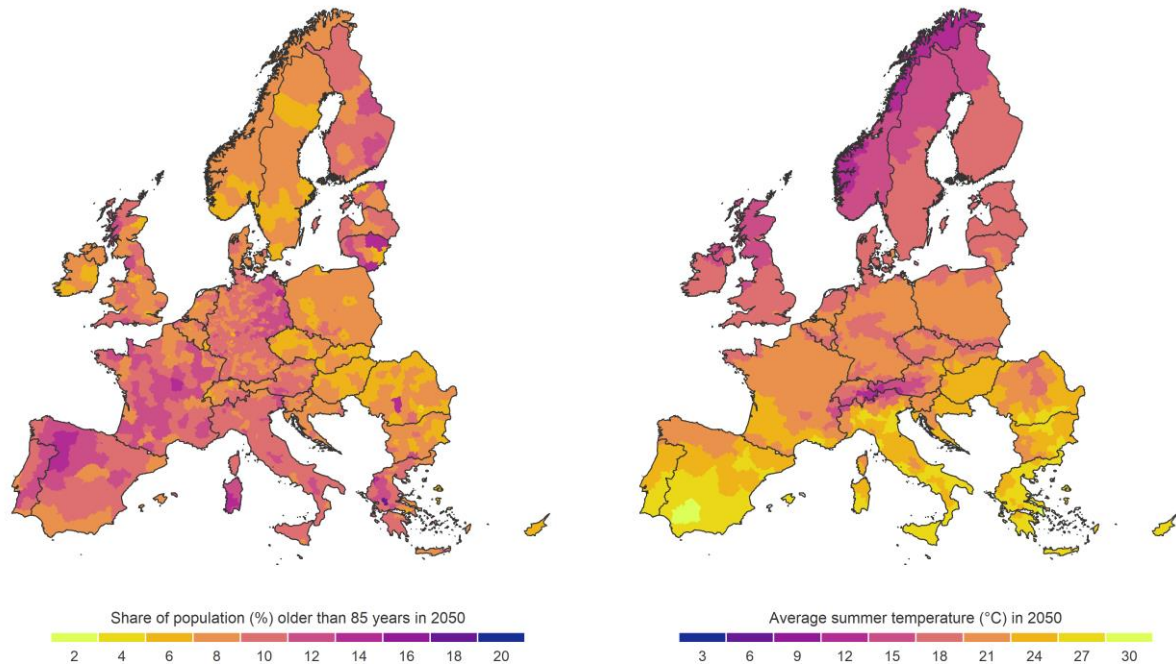 Share of population (%) older than 85 years in 2050
2 4 6 8 10 12 14 16 18 20
Average summer temperature (°C) in 2050
3 6 9 12 15 18 21 24 27 30